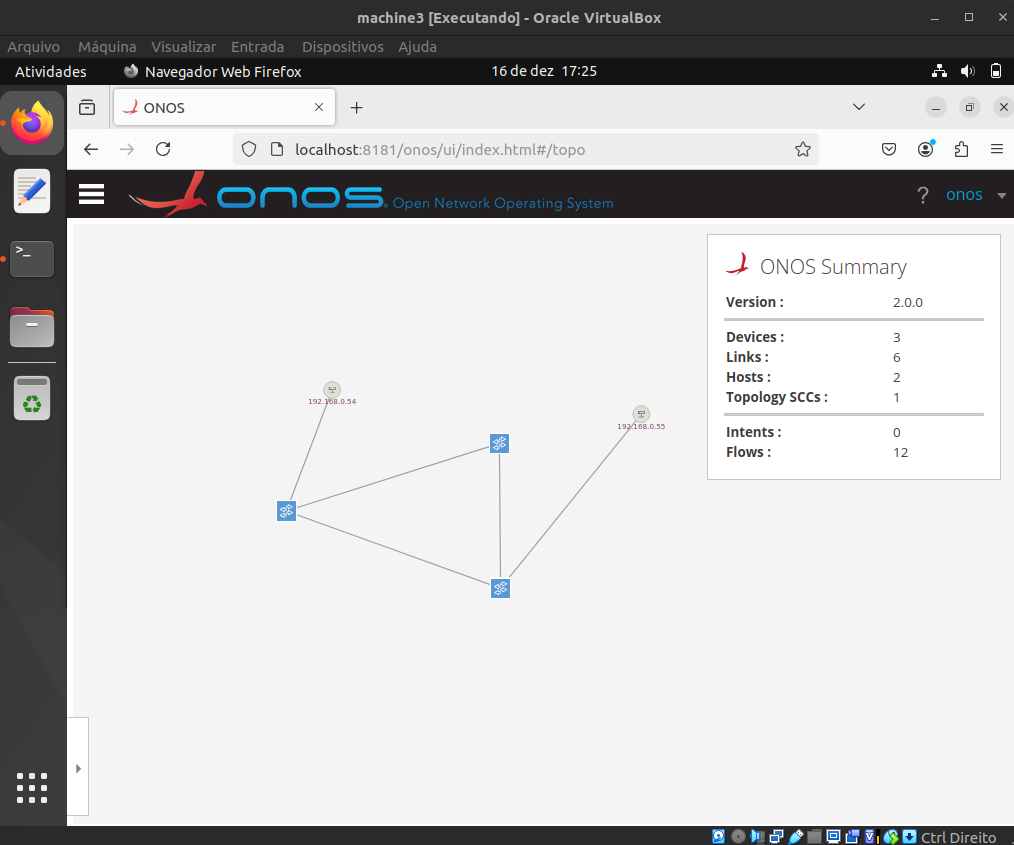 machine3 [Executando] - Oracle VirtualBox
Arquivo Máquina Visualizar Entrada Dispositivos Ajuda
Atividades Navegador Web Firefox 16 de dez 17:25
ONOS
localhost:8181/onos/ui/index.html#/topo
onos Open Network Operating System ? onos
ONOS Summary
Version : 2.0.0
Devices : 3
Links : 6
Hosts : 2
Topology SCCs : 1
Intents : 0
Flows : 12
192.168.0.54
192.168.0.55
Ctrl Direito